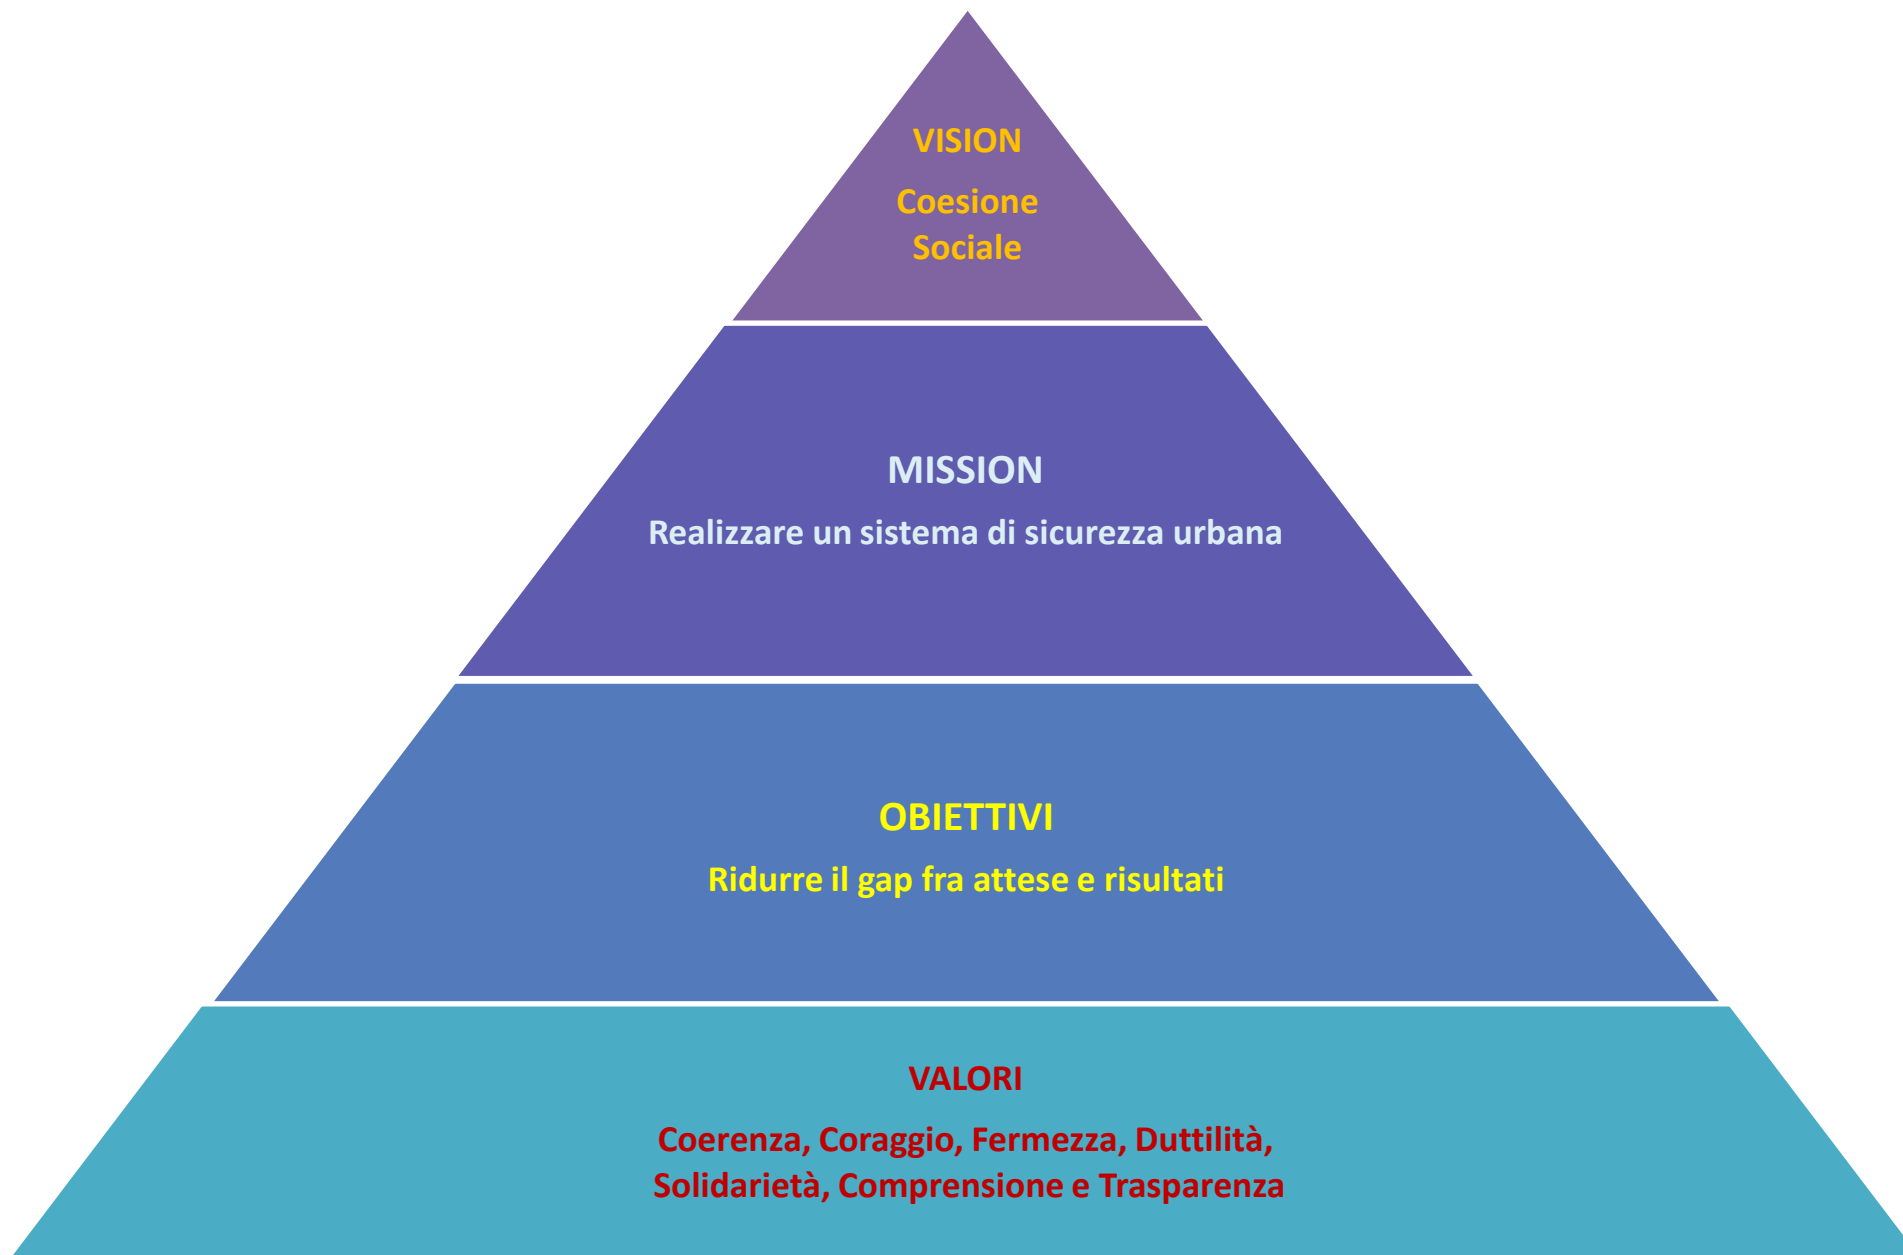 VISION
Coesione
Sociale
MISSION
Realizzare un sistema di sicurezza urbana
OBIETTIVI
Ridurre il gap fra attese e risultati
VALORI
Coerenza, Coraggio, Fermezza, Duttilità,
Solidarietà, Comprensione e Trasparenza